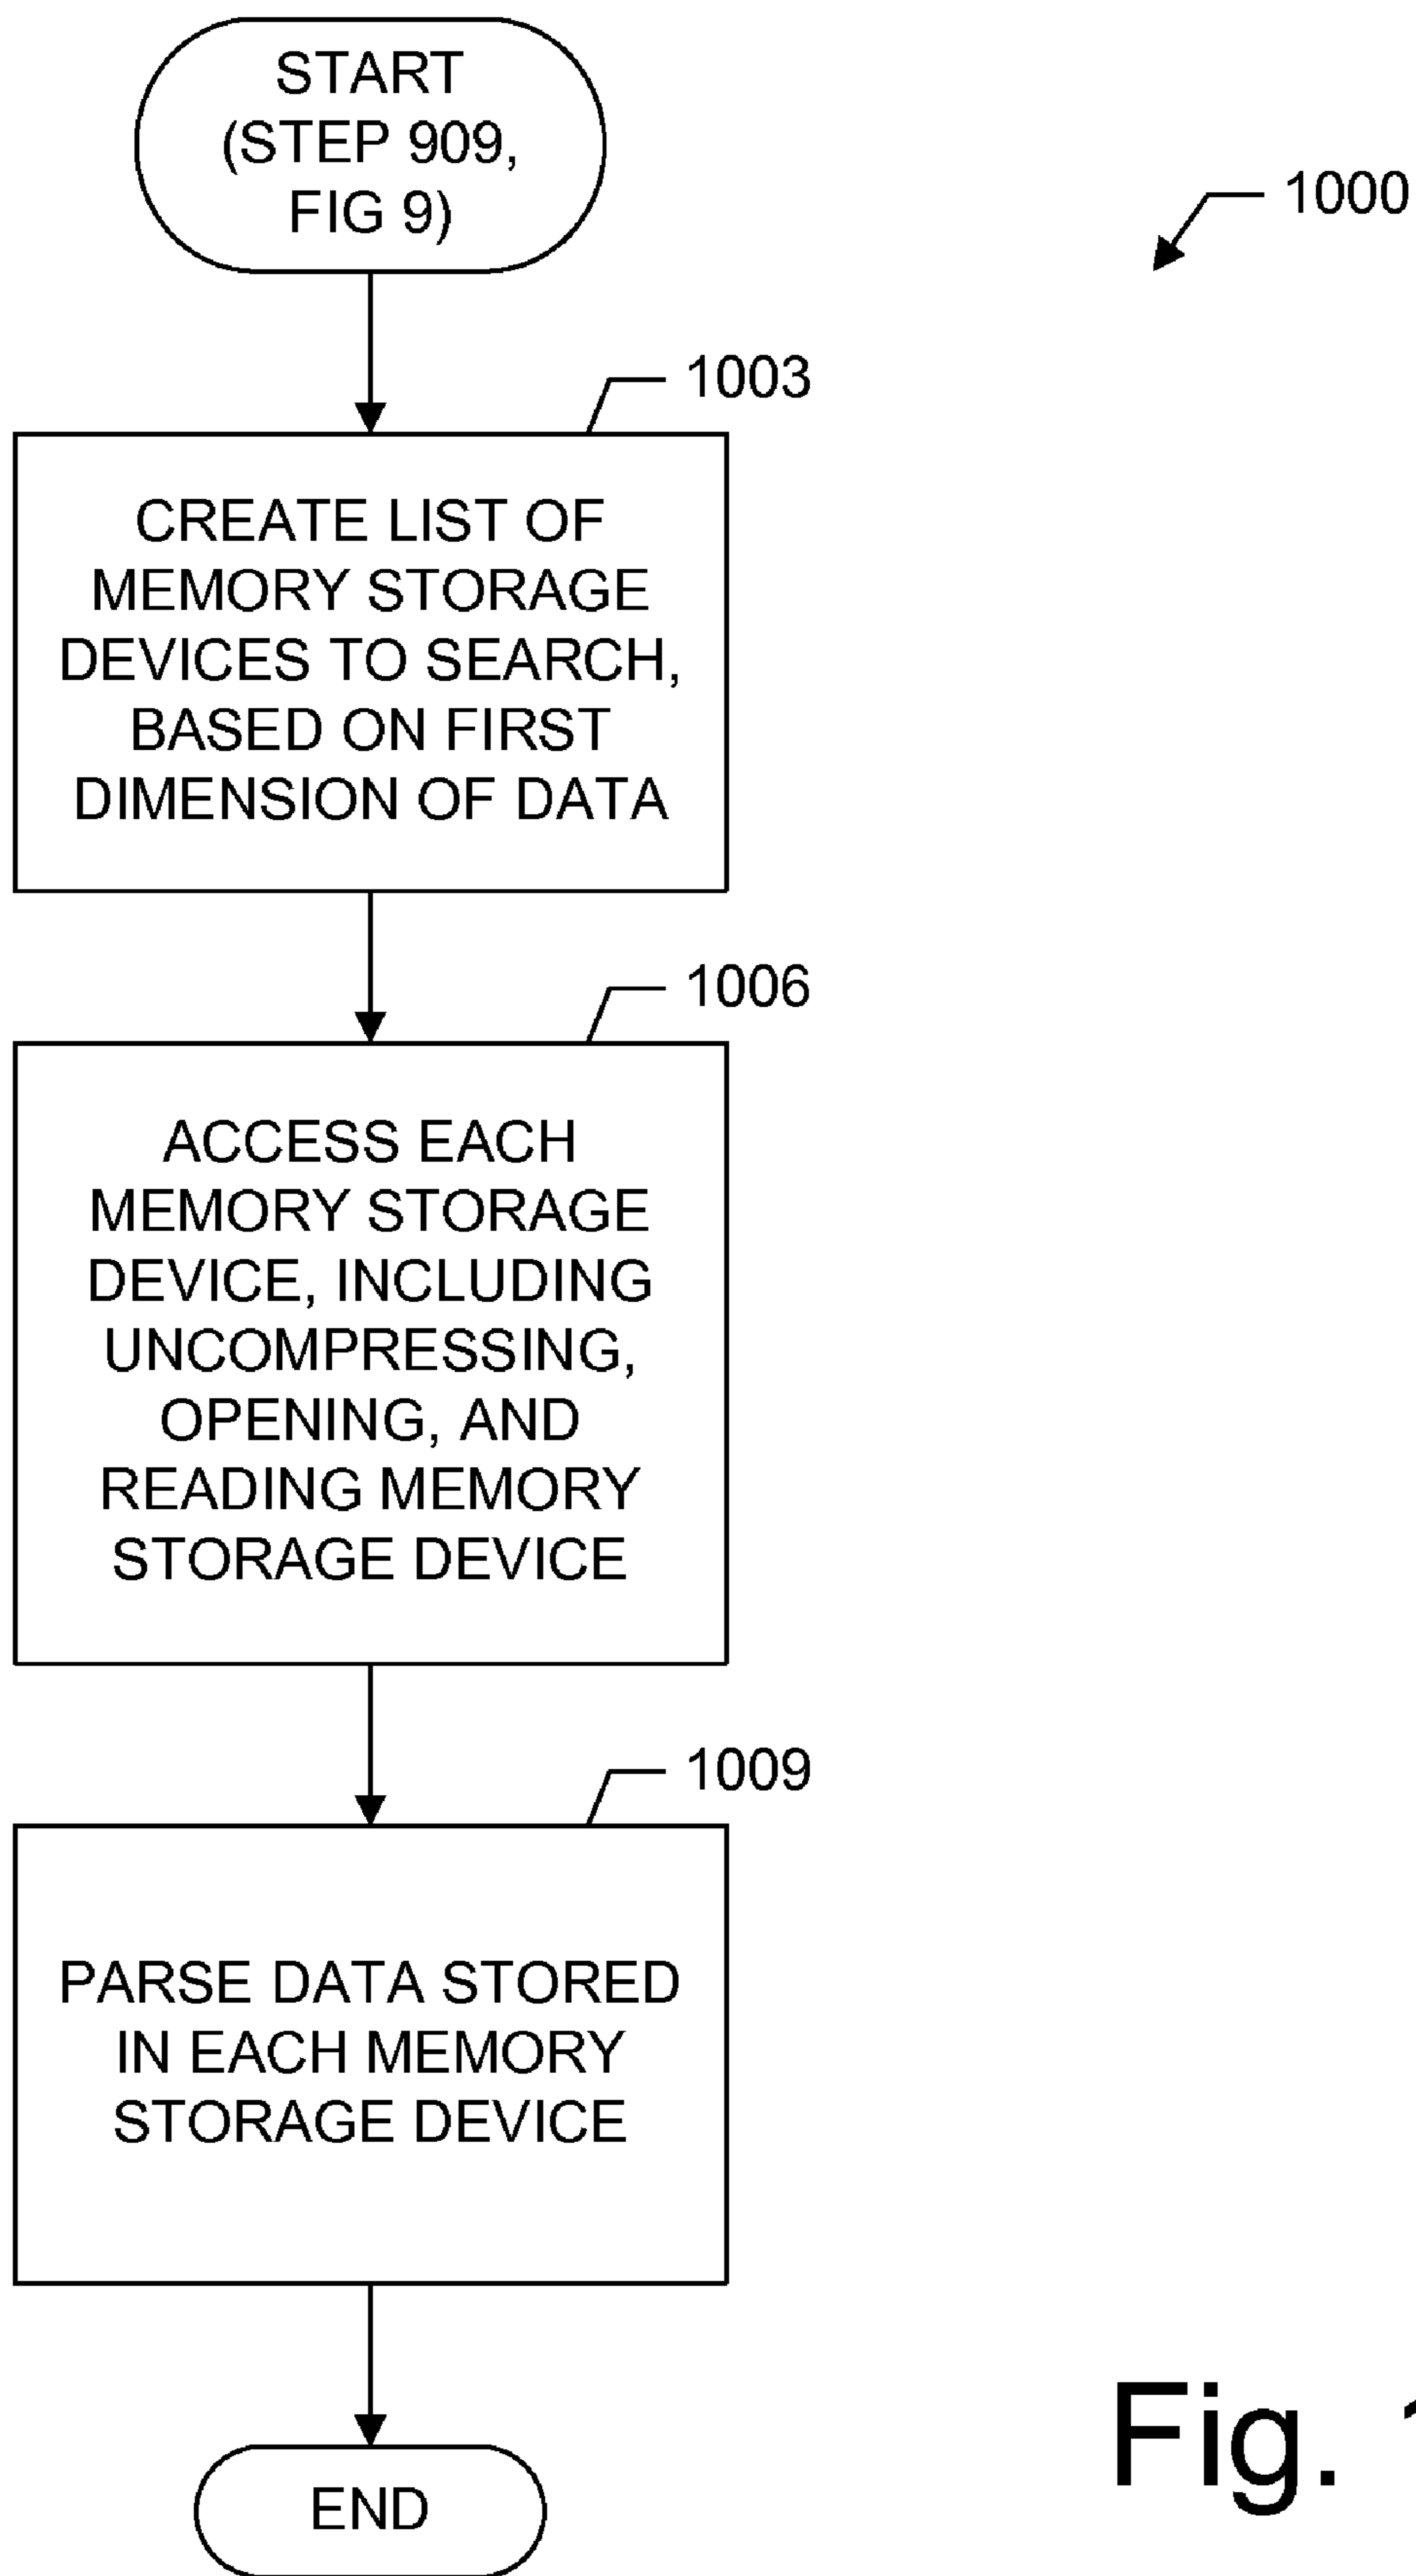 START
(STEP 909,
FIG 9)
1000
1003
CREATE LIST OF
MEMORY STORAGE
DEVICES TO SEARCH,
BASED ON FIRST
DIMENSION OF DATA
1006
ACCESS EACH
MEMORY STORAGE
DEVICE, INCLUDING
UNCOMPRESSING,
OPENING, AND
READING MEMORY
STORAGE DEVICE
1009
PARSE DATA STORED
IN EACH MEMORY
STORAGE DEVICE
END
Fig.